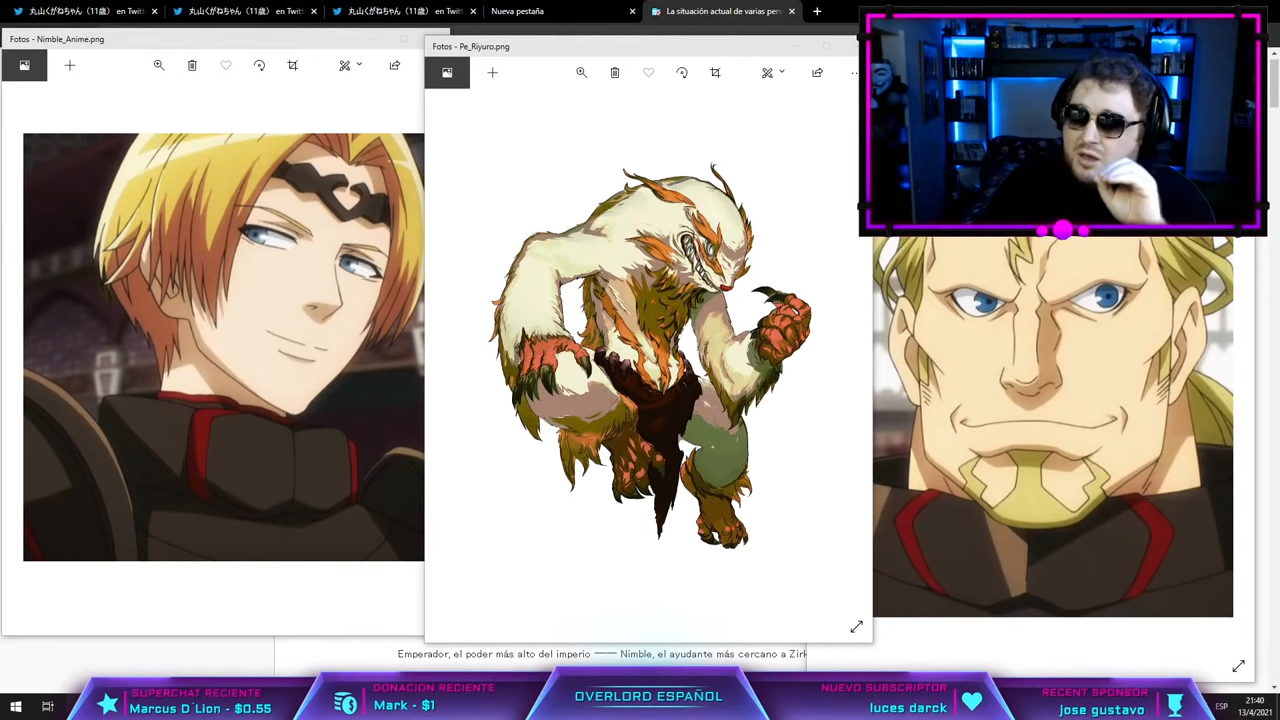 丸山くがねちゃん（11歳） en Twitt
丸山くがねちゃん（11歳） en Twitt
丸山くがねちゃん（11歳） en Twitt
Nueva pestaña
La situación actual de varias pers
Fotos - Nimble_Anime.png
Fotos - Pe_Riyuro.png
Emperador, el poder más alto del imperio —— Nimble, el ayudante más cercano a Zirk
SUPERCHAT RECIENTE
Marcus D´Lion - $0.55
DONACION RECIENTE
Mark - $1
OVERLORD ESPAÑOL
NUEVO SUBSCRIPTOR
luces darck
RECENT SPONSOR
jose gustavo
ESP
21:40
13/4/2021